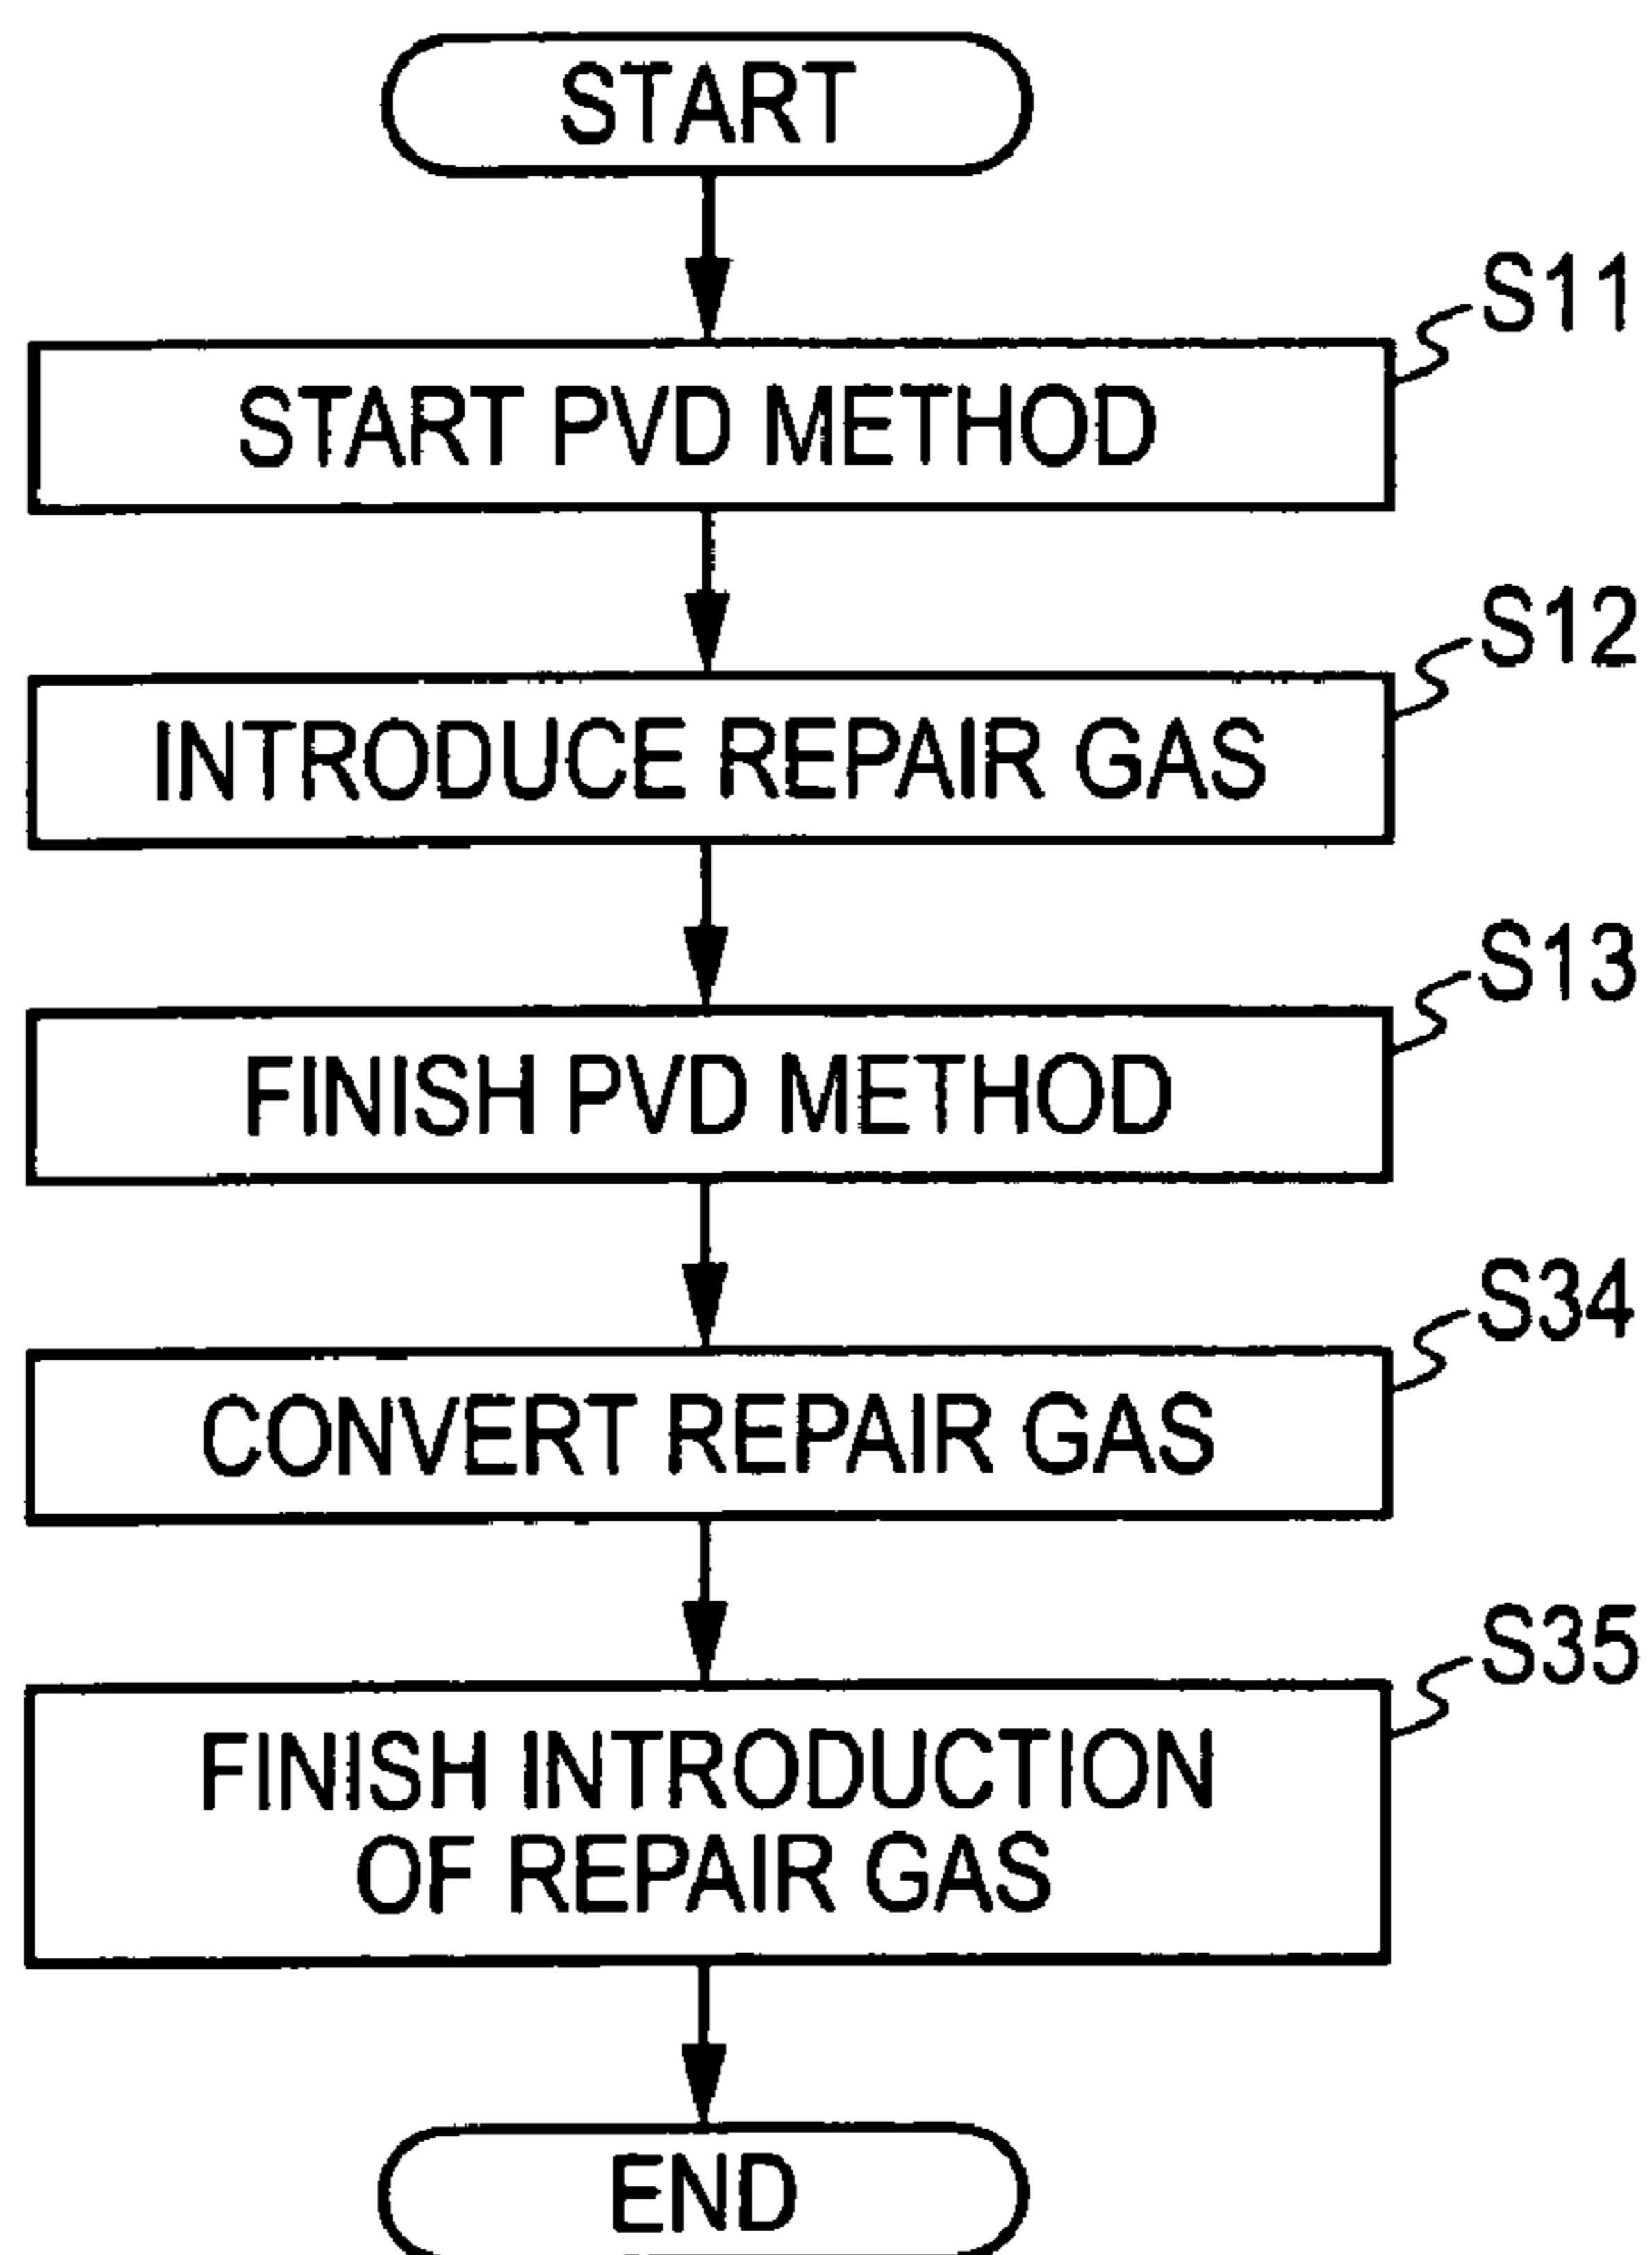 START
S11
START PVD METHOD
S12
INTRODUCE REPAIR GAS
S13
FINISH PVD METHOD
S34
CONVERT REPAIR GAS
S35
FINISH INTRODUCTION
OF REPAIR GAS
END